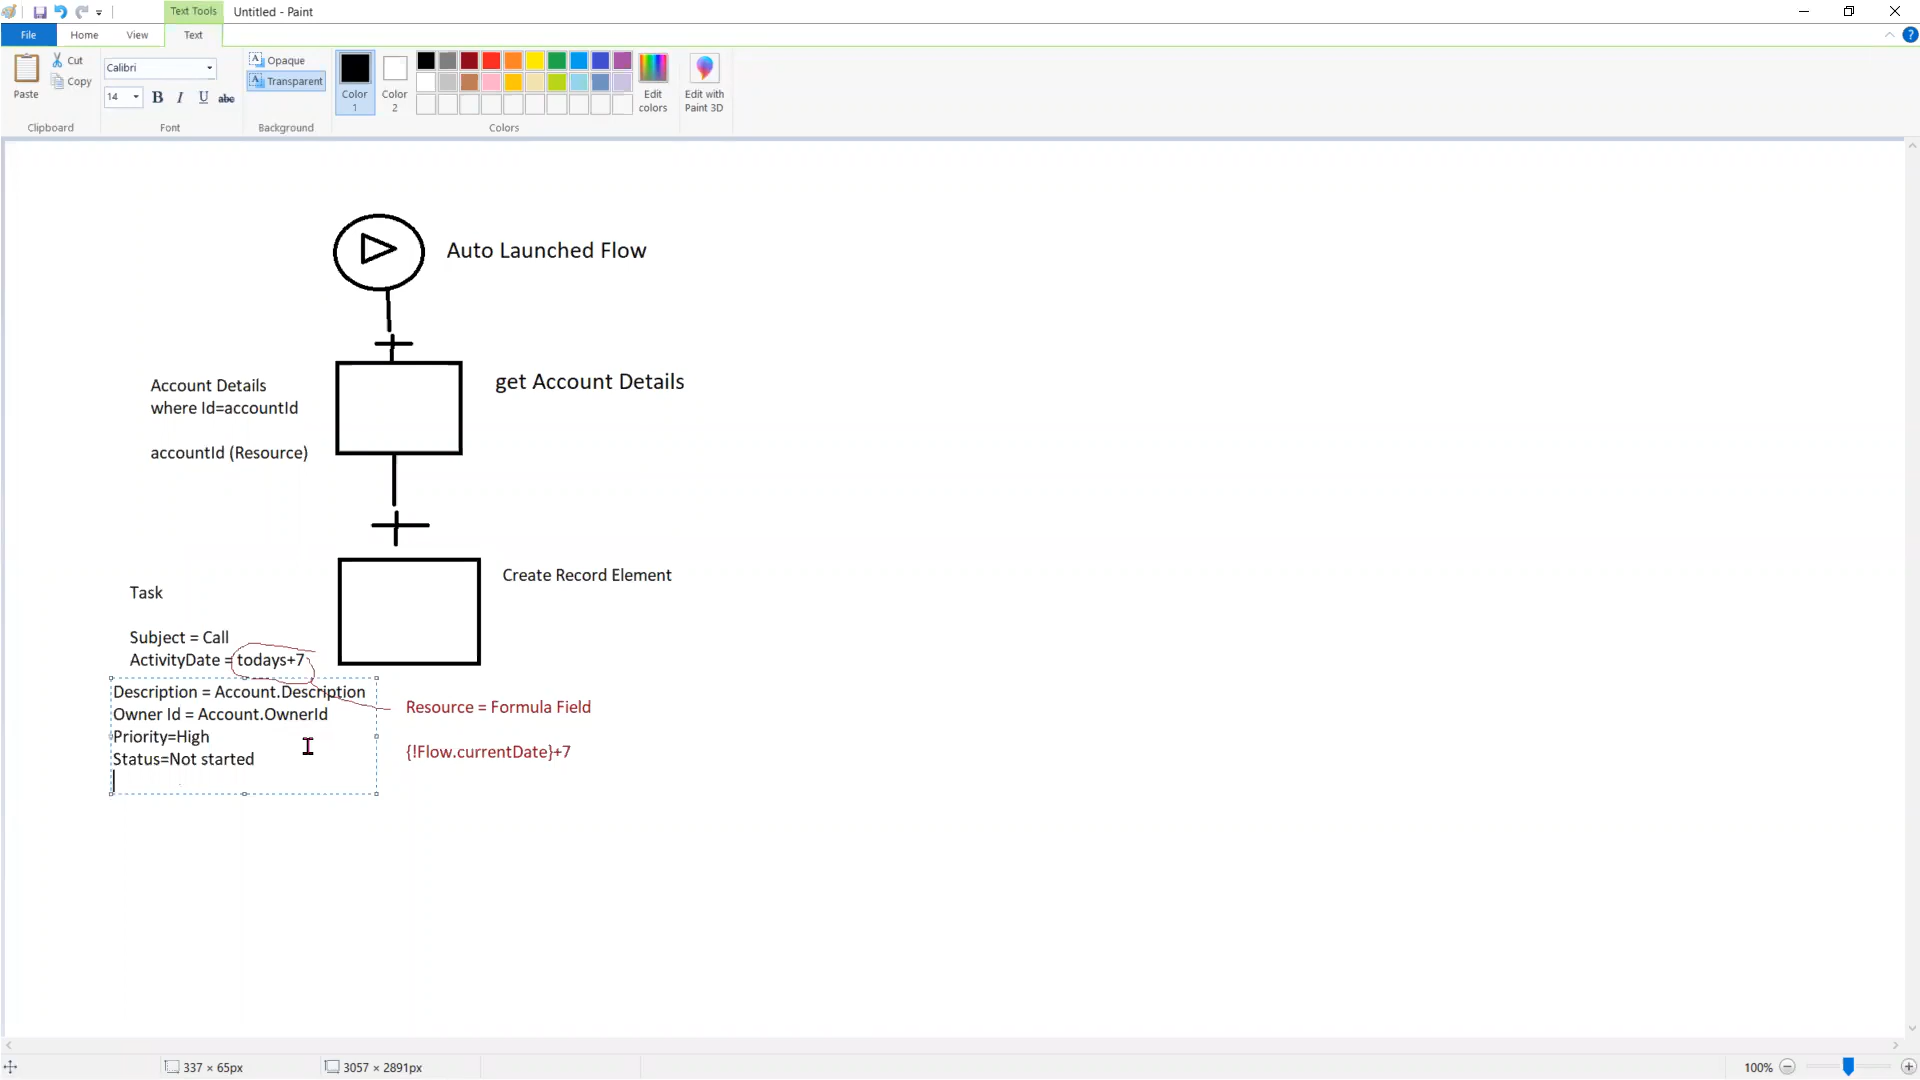 Text Tools
Untitled - Paint
File
Home
View
Text
Paste
Cut
Copy
Clipboard
Calibri
14
B I U abc
Font
Opaque
Transparent
Background
Color 1
Color 2
Edit colors
Edit with Paint 3D
Colors
Auto Launched Flow
get Account Details
Account Details
where Id=accountId
accountId (Resource)
Create Record Element
Task
Subject = Call
ActivityDate = todays+7
Description = Account.Description
Owner Id = Account.OwnerId
Priority=High
Status=Not started
Resource = Formula Field
{!Flow.currentDate}+7
337 × 65px
3057 × 2891px
100%